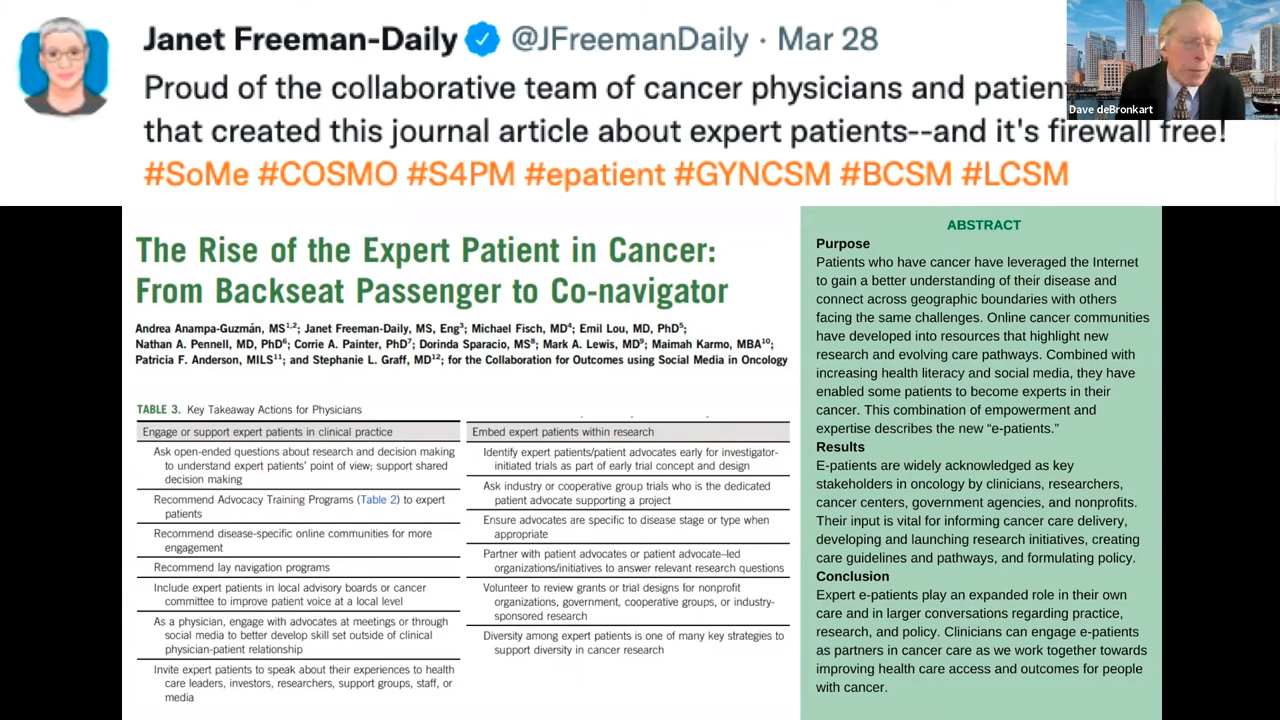 Janet Freeman-Daily @JFreemanDaily · Mar 28
Proud of the collaborative team of cancer physicians and patien
that created this journal article about expert patients--and it's firewall free!
#SoMe #COSMO #S4PM #epatient #GYNCSM #BCSM #LCSM
Dave deBronkart
The Rise of the Expert Patient in Cancer:
From Backseat Passenger to Co-navigator
Andrea Anampa-Guzmán, MS1,2; Janet Freeman-Daily, MS, Eng3; Michael Fisch, MD4; Emil Lou, MD, PhD5;
Nathan A. Pennell, MD, PhD6; Corrie A. Painter, PhD7; Dorinda Sparacio, MS8; Mark A. Lewis, MD9; Maimah Karmo, MBA10;
Patricia F. Anderson, MILS11; and Stephanie L. Graff, MD12; for the Collaboration for Outcomes using Social Media in Oncology
TABLE 3. Key Takeaway Actions for Physicians
Engage or support expert patients in clinical practice
Ask open-ended questions about research and decision making
to understand expert patients' point of view; support shared
decision making
Recommend Advocacy Training Programs (Table 2) to expert
patients
Recommend disease-specific online communities for more
engagement
Recommend lay navigation programs
Include expert patients in local advisory boards or cancer
committee to improve patient voice at a local level
As a physician, engage with advocates at meetings or through
social media to better develop skill set outside of clinical
physician-patient relationship
Invite expert patients to speak about their experiences to health
care leaders, investors, researchers, support groups, staff, or
media
Embed expert patients within research
Identify expert patients/patient advocates early for investigator-
initiated trials as part of early trial concept and design
Ask industry or cooperative group trials who is the dedicated
patient advocate supporting a project
Ensure advocates are specific to disease stage or type when
appropriate
Partner with patient advocates or patient advocate–led
organizations/initiatives to answer relevant research questions
Volunteer to review grants or trial designs for nonprofit
organizations, government, cooperative groups, or industry-
sponsored research
Diversity among expert patients is one of many key strategies to
support diversity in cancer research
ABSTRACT
Purpose
Patients who have cancer have leveraged the Internet
to gain a better understanding of their disease and
connect across geographic boundaries with others
facing the same challenges. Online cancer communities
have developed into resources that highlight new
research and evolving care pathways. Combined with
increasing health literacy and social media, they have
enabled some patients to become experts in their
cancer. This combination of empowerment and
expertise describes the new “e-patients.”
Results
E-patients are widely acknowledged as key
stakeholders in oncology by clinicians, researchers,
cancer centers, government agencies, and nonprofits.
Their input is vital for informing cancer care delivery,
developing and launching research initiatives, creating
care guidelines and pathways, and formulating policy.
Conclusion
Expert e-patients play an expanded role in their own
care and in larger conversations regarding practice,
research, and policy. Clinicians can engage e-patients
as partners in cancer care as we work together towards
improving health care access and outcomes for people
with cancer.